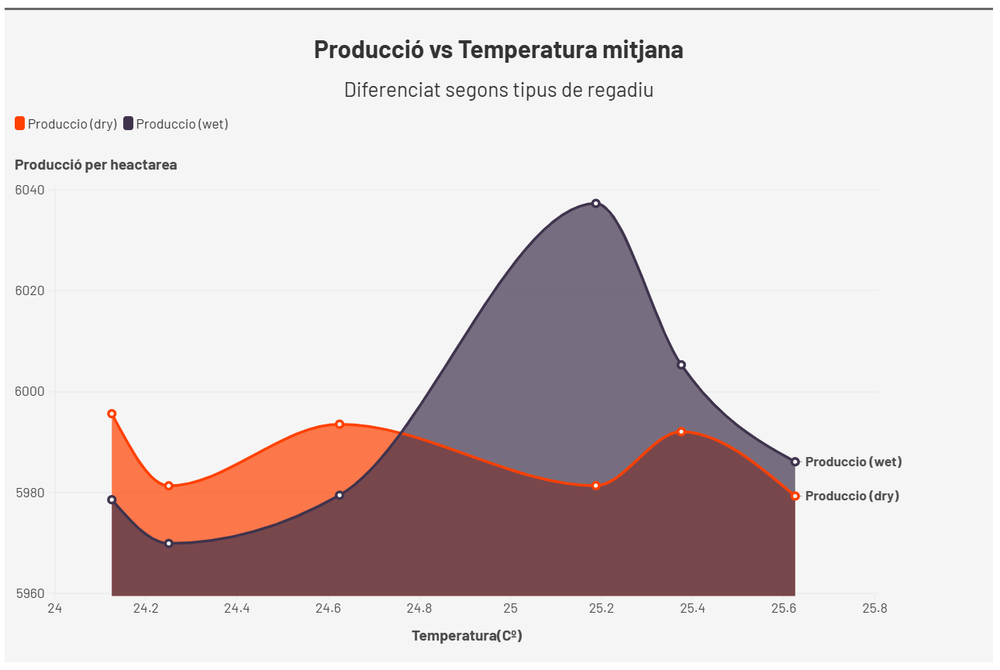 Producció vs Temperatura mitjana
Diferenciat segons tipus de regadiu
Produccio (dry) Produccio (wet)
Producció per heactarea
6040
6020
6000
5980
5960
Produccio (wet)
Produccio (dry)
24 24.2 24.4 24.6 24.8 25 25.2 25.4 25.6 25.8
Temperatura(Cº)